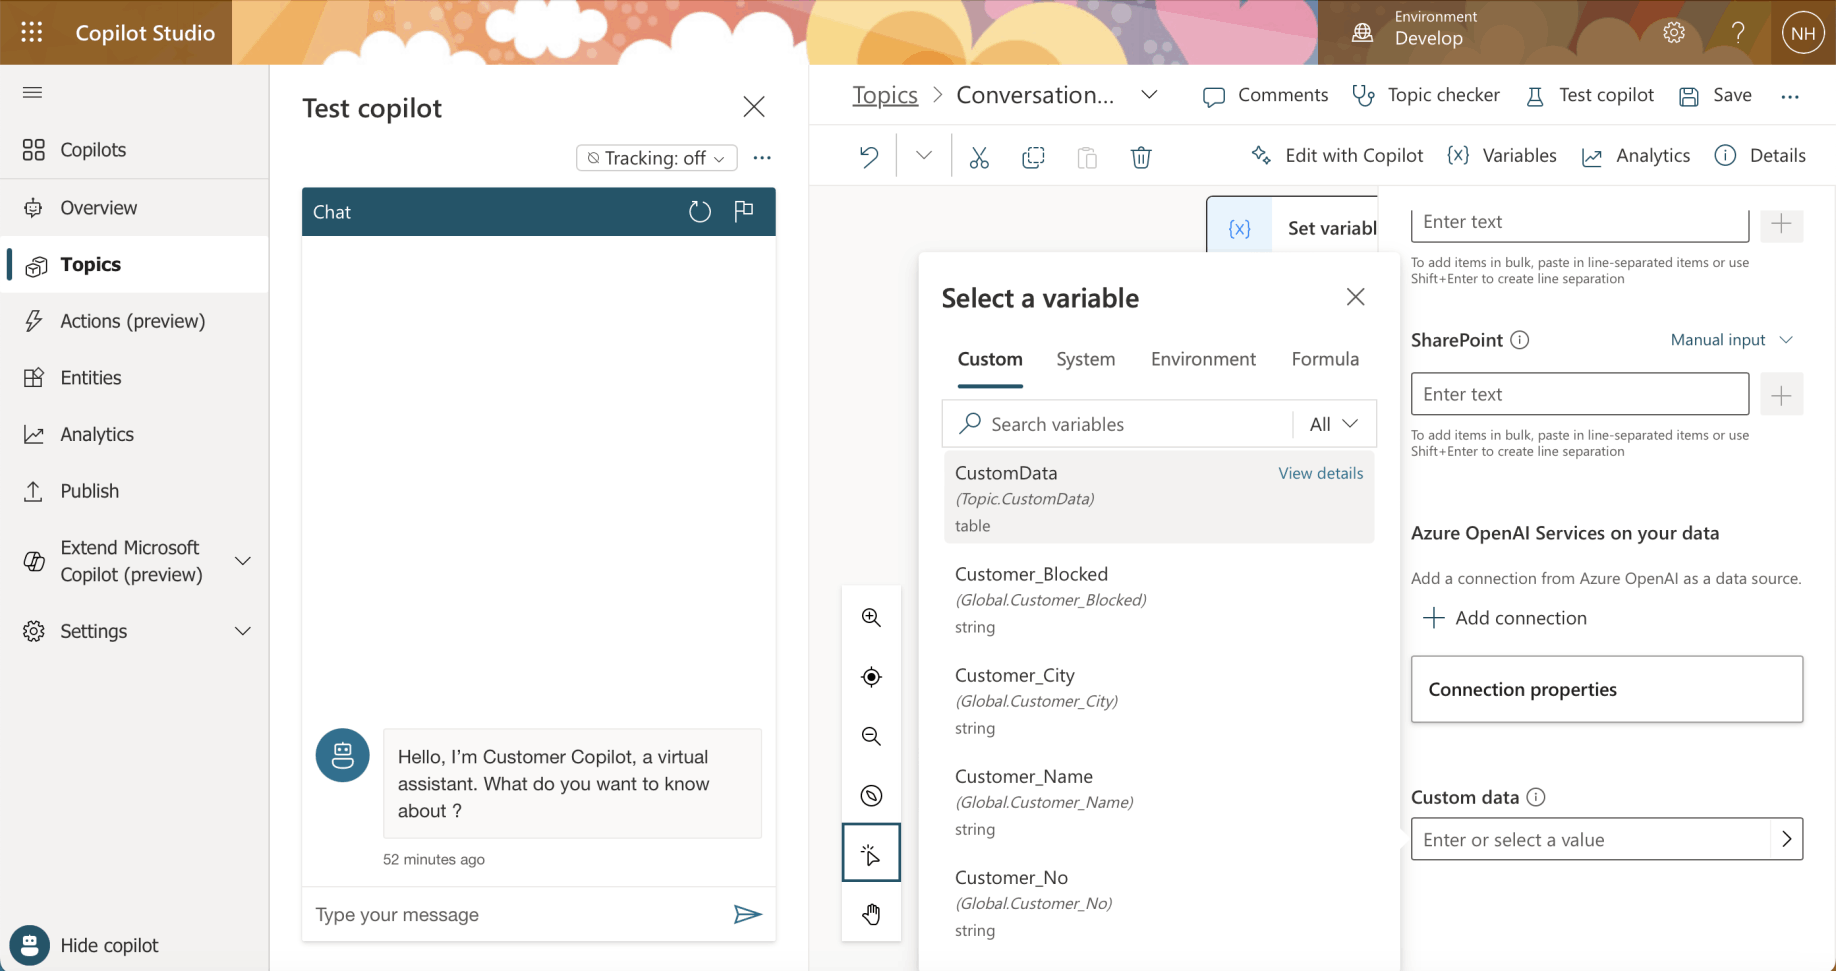 Copilot Studio
Environment
Develop
?
NH
Copilots
Overview
Topics
Actions (preview)
Entities
Analytics
Publish
Extend Microsoft
Copilot (preview)
Settings
Hide copilot
Test copilot
Tracking: off
Chat
Hello, I'm Customer Copilot, a virtual
assistant. What do you want to know
about ?
52 minutes ago
Type your message
Topics > Conversation...
Comments
Topic checker
Test copilot
Save
Edit with Copilot
{x} Variables
Analytics
Details
{x} Set variabl
Select a variable
Custom
System
Environment
Formula
Search variables
All
CustomData
View details
(Topic.CustomData)
table
Customer_Blocked
(Global.Customer_Blocked)
string
Customer_City
(Global.Customer_City)
string
Customer_Name
(Global.Customer_Name)
string
Customer_No
(Global.Customer_No)
string
Enter text
To add items in bulk, paste in line-separated items or use
Shift+Enter to create line separation
SharePoint
Manual input
Enter text
To add items in bulk, paste in line-separated items or use
Shift+Enter to create line separation
Azure OpenAI Services on your data
Add a connection from Azure OpenAI as a data source.
Add connection
Connection properties
Custom data
Enter or select a value